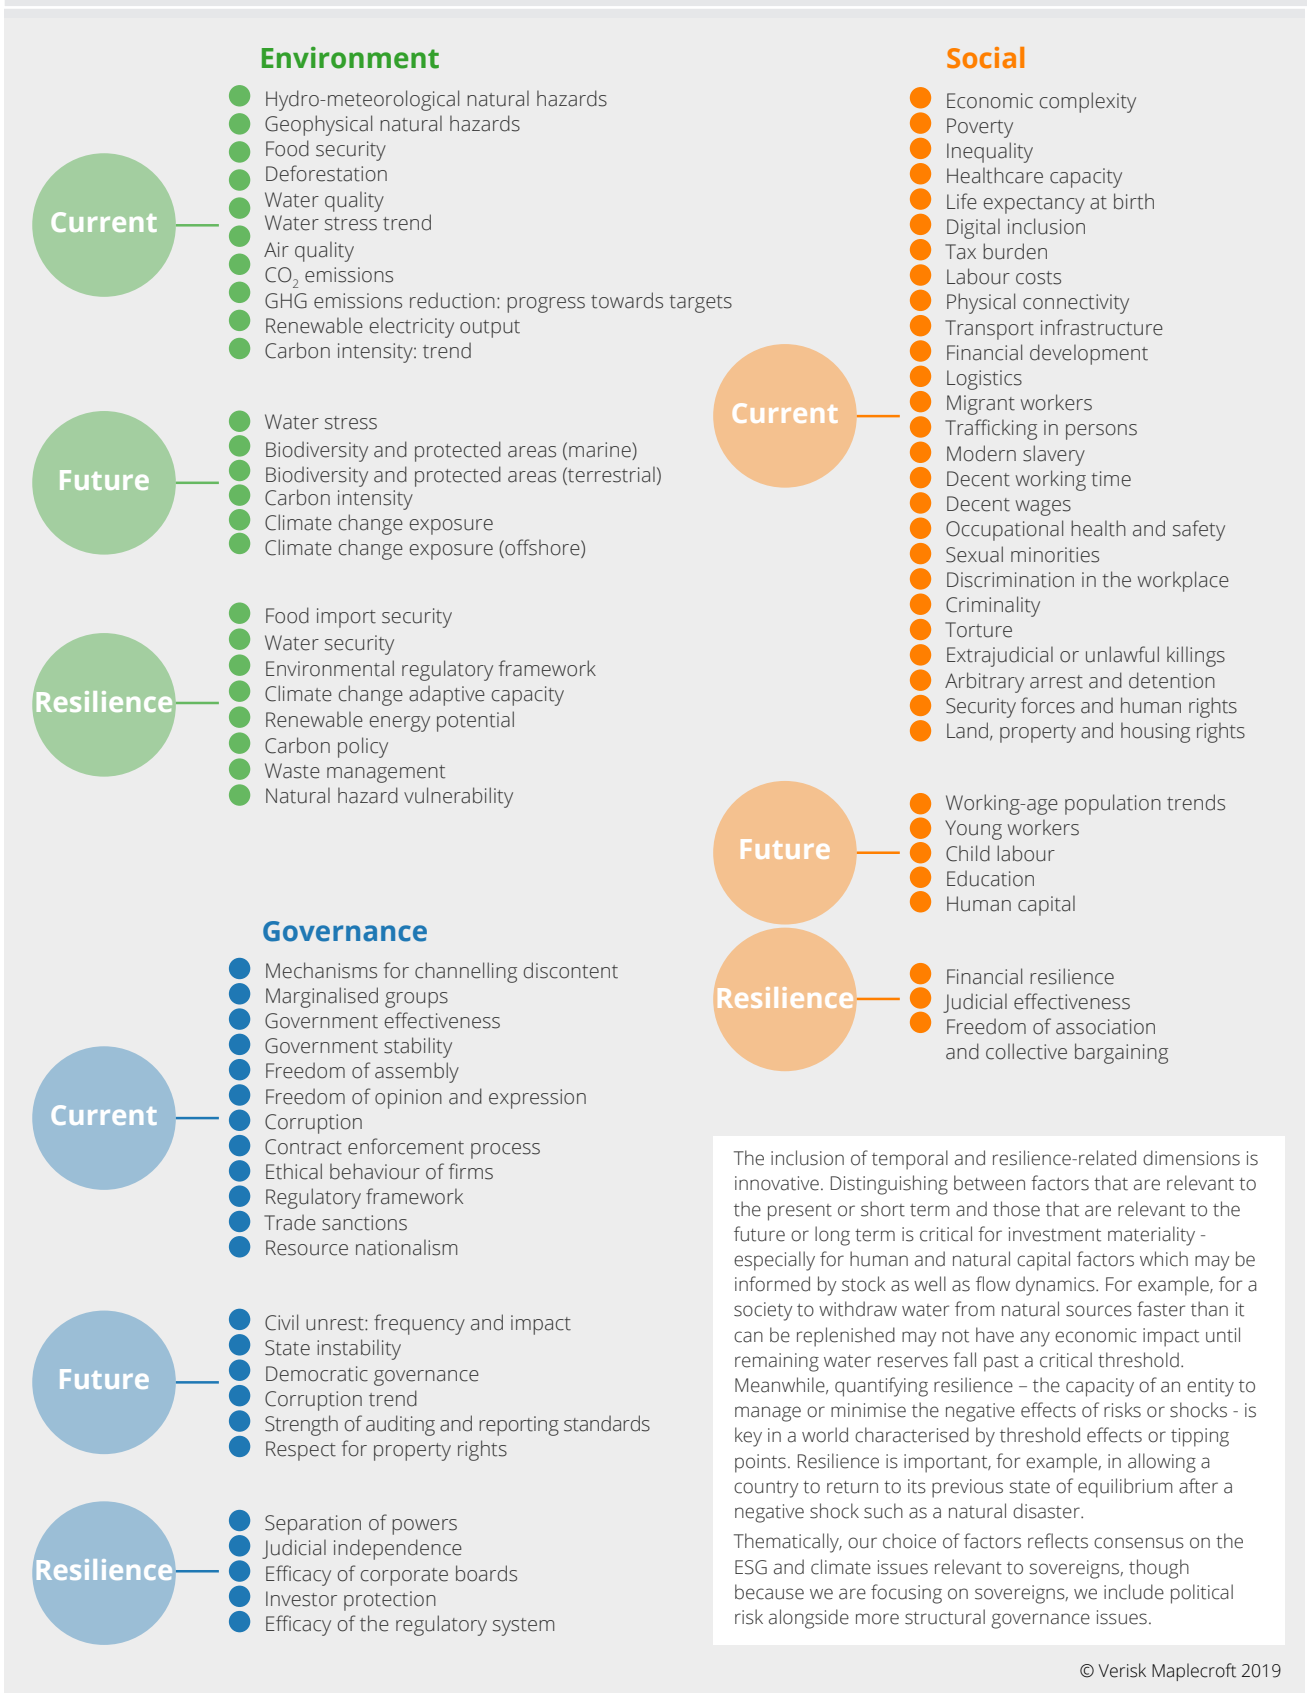 Environment
Current
Hydro-meteorological natural hazards
Geophysical natural hazards
Food security
Deforestation
Water quality
Water stress trend
Air quality
CO₂ emissions
GHG emissions reduction: progress towards targets
Renewable electricity output
Carbon intensity: trend
Future
Water stress
Biodiversity and protected areas (marine)
Biodiversity and protected areas (terrestrial)
Carbon intensity
Climate change exposure
Climate change exposure (offshore)
Resilience
Food import security
Water security
Environmental regulatory framework
Climate change adaptive capacity
Renewable energy potential
Carbon policy
Waste management
Natural hazard vulnerability
Governance
Current
Mechanisms for channelling discontent
Marginalised groups
Government effectiveness
Government stability
Freedom of assembly
Freedom of opinion and expression
Corruption
Contract enforcement process
Ethical behaviour of firms
Regulatory framework
Trade sanctions
Resource nationalism
Future
Civil unrest: frequency and impact
State instability
Democratic governance
Corruption trend
Strength of auditing and reporting standards
Respect for property rights
Resilience
Separation of powers
Judicial independence
Efficacy of corporate boards
Investor protection
Efficacy of the regulatory system
Social
Current
Economic complexity
Poverty
Inequality
Healthcare capacity
Life expectancy at birth
Digital inclusion
Tax burden
Labour costs
Physical connectivity
Transport infrastructure
Financial development
Logistics
Migrant workers
Trafficking in persons
Modern slavery
Decent working time
Decent wages
Occupational health and safety
Sexual minorities
Discrimination in the workplace
Criminality
Torture
Extrajudicial or unlawful killings
Arbitrary arrest and detention
Security forces and human rights
Land, property and housing rights
Future
Working-age population trends
Young workers
Child labour
Education
Human capital
Resilience
Financial resilience
Judicial effectiveness
Freedom of association
and collective bargaining
The inclusion of temporal and resilience-related dimensions is
innovative. Distinguishing between factors that are relevant to
the present or short term and those that are relevant to the
future or long term is critical for investment materiality -
especially for human and natural capital factors which may be
informed by stock as well as flow dynamics. For example, for a
society to withdraw water from natural sources faster than it
can be replenished may not have any economic impact until
remaining water reserves fall past a critical threshold.
Meanwhile, quantifying resilience – the capacity of an entity to
manage or minimise the negative effects of risks or shocks - is
key in a world characterised by threshold effects or tipping
points. Resilience is important, for example, in allowing a
country to return to its previous state of equilibrium after a
negative shock such as a natural disaster.
Thematically, our choice of factors reflects consensus on the
ESG and climate issues relevant to sovereigns, though
because we are focusing on sovereigns, we include political
risk alongside more structural governance issues.
© Verisk Maplecroft 2019